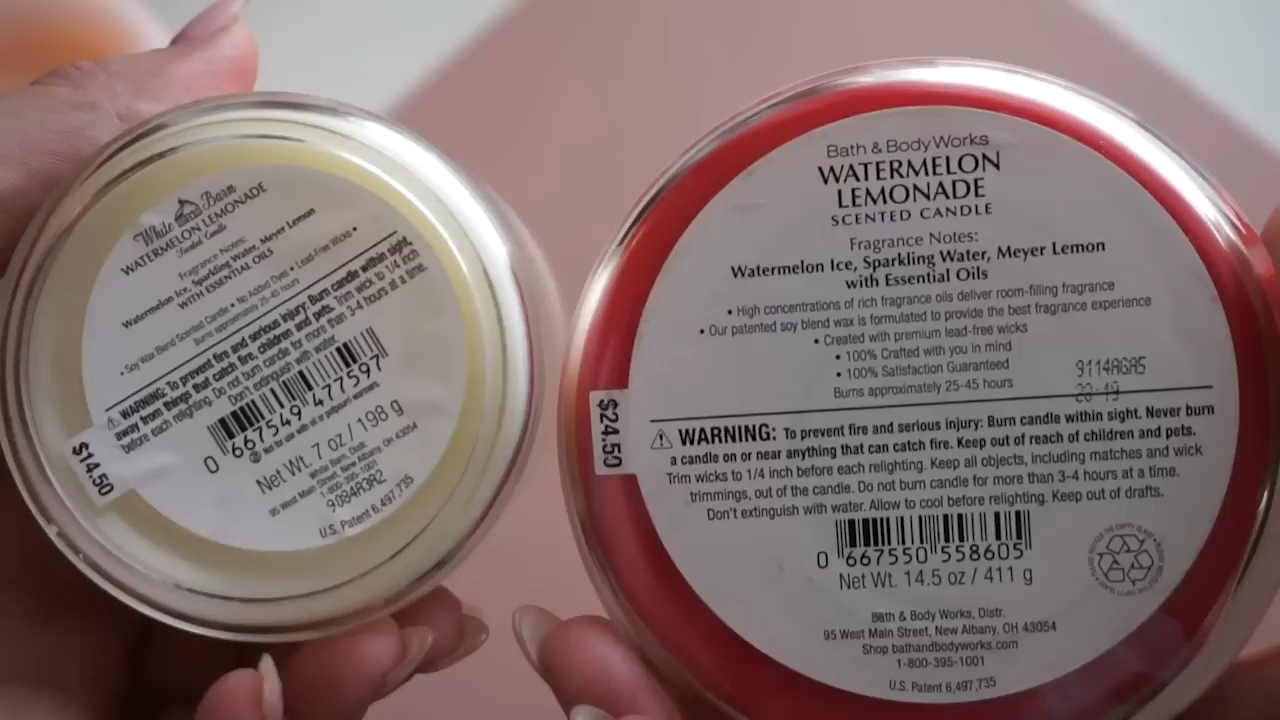 White Barn
WATERMELON LEMONADE
Scented Candle
Fragrance Notes:
Watermelon Ice, Sparkling Water, Meyer Lemon
WITH ESSENTIAL OILS
• Soy Wax Blend Scented Candle • No Added Dyes • Lead-Free Wicks •
Burns approximately 25-45 hours
WARNING: To prevent fire and serious injury: Burn candle within sight,
away from things that catch fire, children and pets. Trim wick to 1/4 inch
before each relighting. Do not burn candle for more than 3-4 hours at a time.
Don't extinguish with water.
0 667549 477597
Do not use with oil or potpourri warmers.
Net Wt. 7 oz / 198 g
White Barn, Distr.
95 West Main Street, New Albany, OH 43054
1-800-395-1001
9084A3A2
U.S. Patent 6,497,735
$14.50
Bath & Body Works
WATERMELON
LEMONADE
SCENTED CANDLE
Fragrance Notes:
Watermelon Ice, Sparkling Water, Meyer Lemon
with Essential Oils
• High concentrations of rich fragrance oils deliver room-filling fragrance
• Our patented soy blend wax is formulated to provide the best fragrance experience
• Created with premium lead-free wicks
• 100% Crafted with you in mind
• 100% Satisfaction Guaranteed
Burns approximately 25-45 hours
9114AGA5
20:19
$24.50
WARNING: To prevent fire and serious injury: Burn candle within sight. Never burn
a candle on or near anything that can catch fire. Keep out of reach of children and pets.
Trim wicks to 1/4 inch before each relighting. Keep all objects, including matches and wick
trimmings, out of the candle. Do not burn candle for more than 3-4 hours at a time.
Don't extinguish with water. Allow to cool before relighting. Keep out of drafts.
0 667550 558605
Net Wt. 14.5 oz / 411 g
Bath & Body Works, Distr.
95 West Main Street, New Albany, OH 43054
Shop bathandbodyworks.com
1-800-395-1001
U.S. Patent 6,497,735